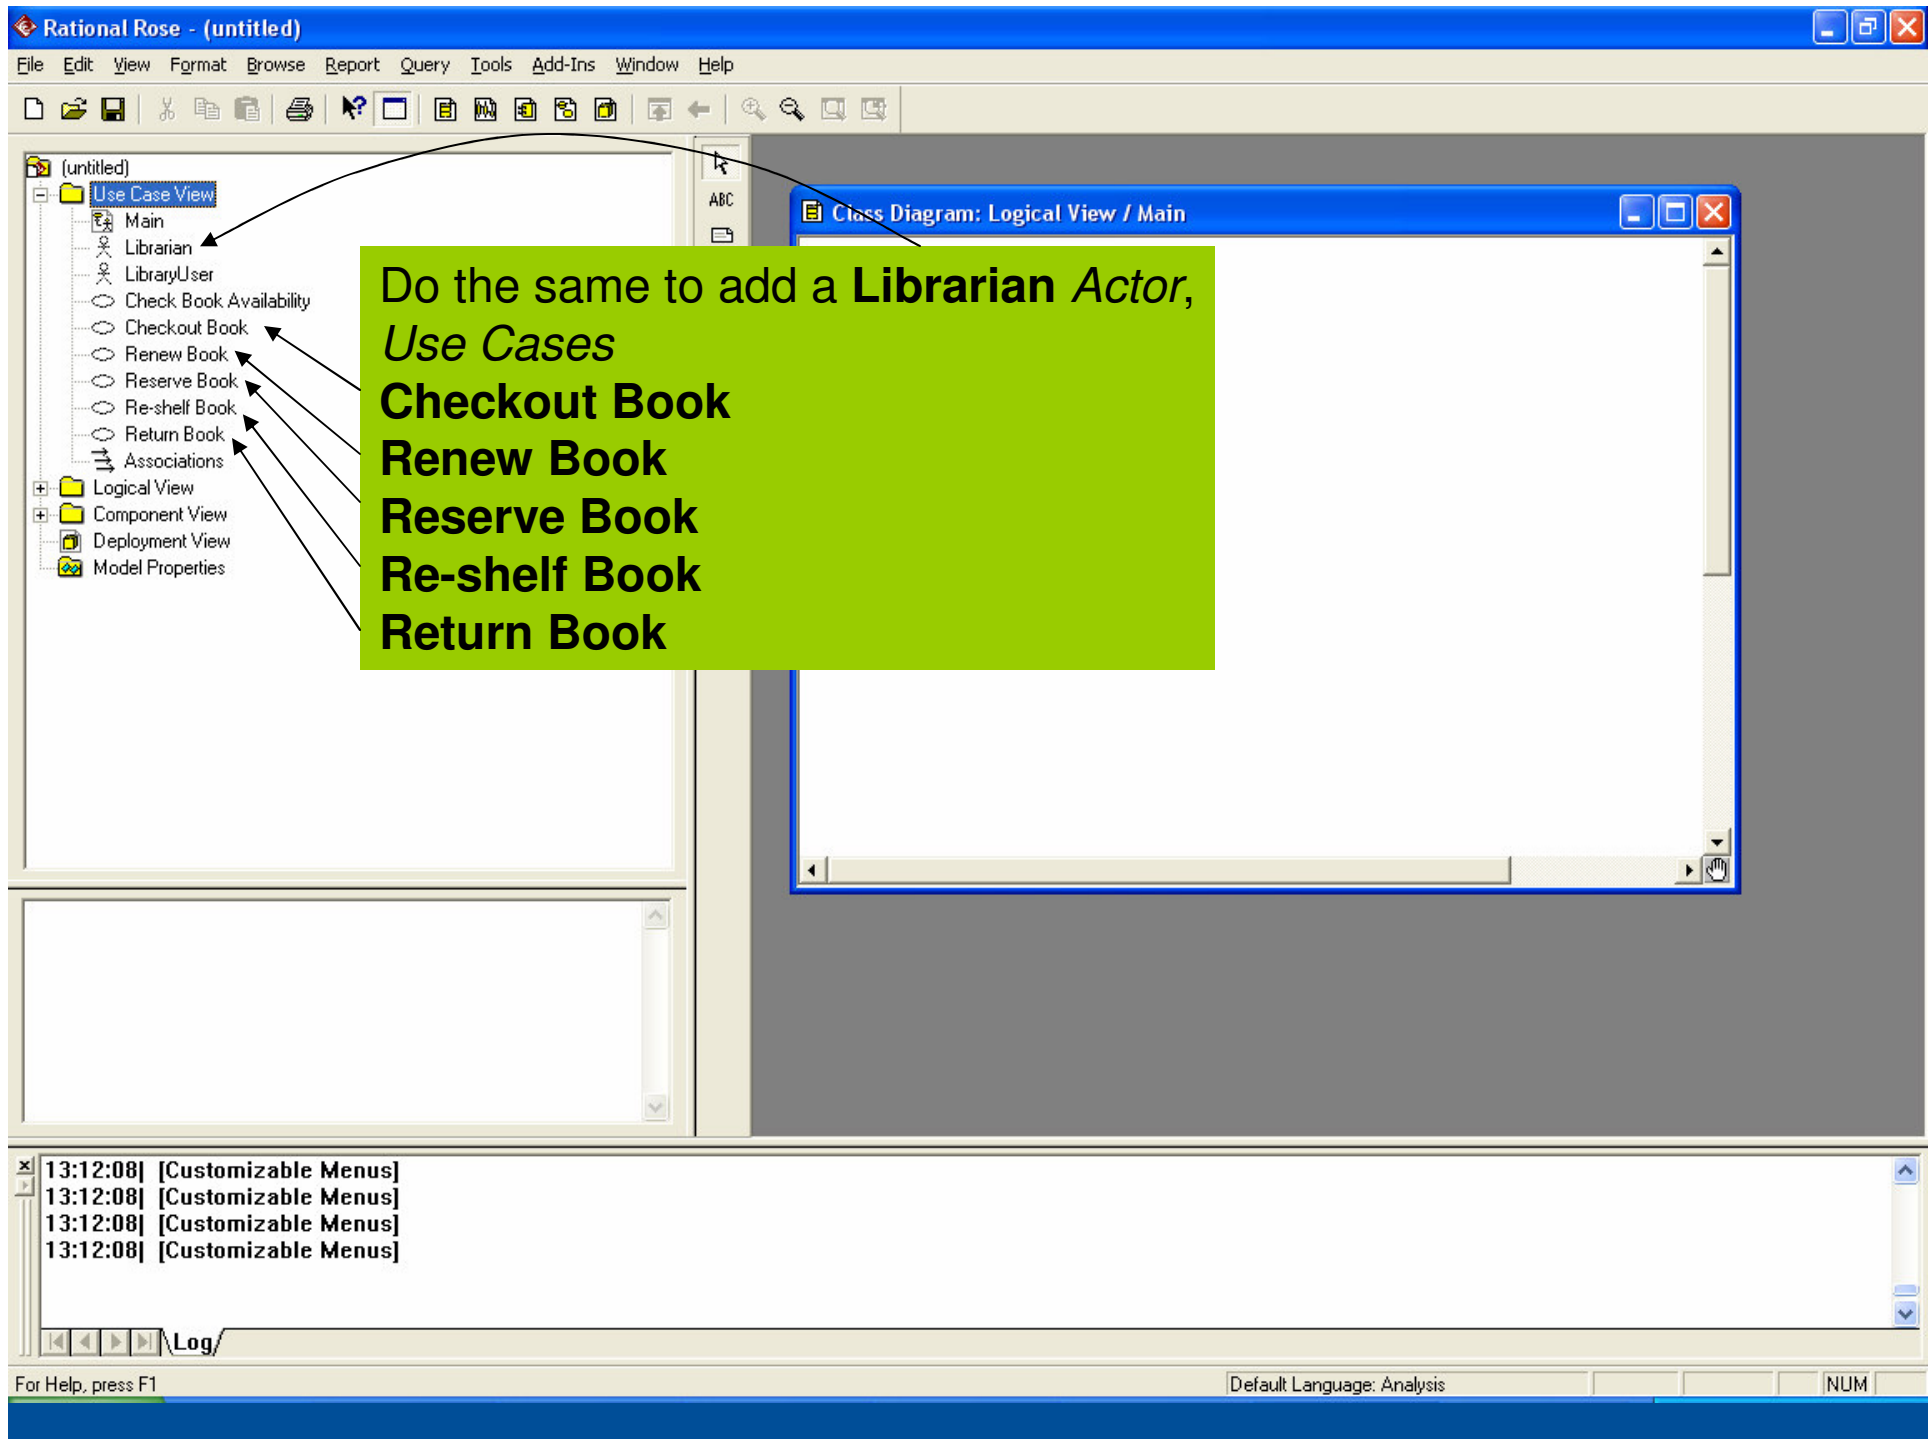 Rational Rose - (untitled)
File Edit View Format Browse Report Query Tools Add-Ins Window Help
(untitled)
Use Case View
Main
Librarian
LibraryUser
Check Book Availability
Checkout Book
Renew Book
Reserve Book
Re-shelf Book
Return Book
Associations
Logical View
Component View
Deployment View
Model Properties
ABC
Class Diagram: Logical View / Main
Do the same to add a Librarian Actor,
Use Cases
Checkout Book
Renew Book
Reserve Book
Re-shelf Book
Return Book
13:12:08| [Customizable Menus]
13:12:08| [Customizable Menus]
13:12:08| [Customizable Menus]
13:12:08| [Customizable Menus]
Log
For Help, press F1
Default Language: Analysis
NUM